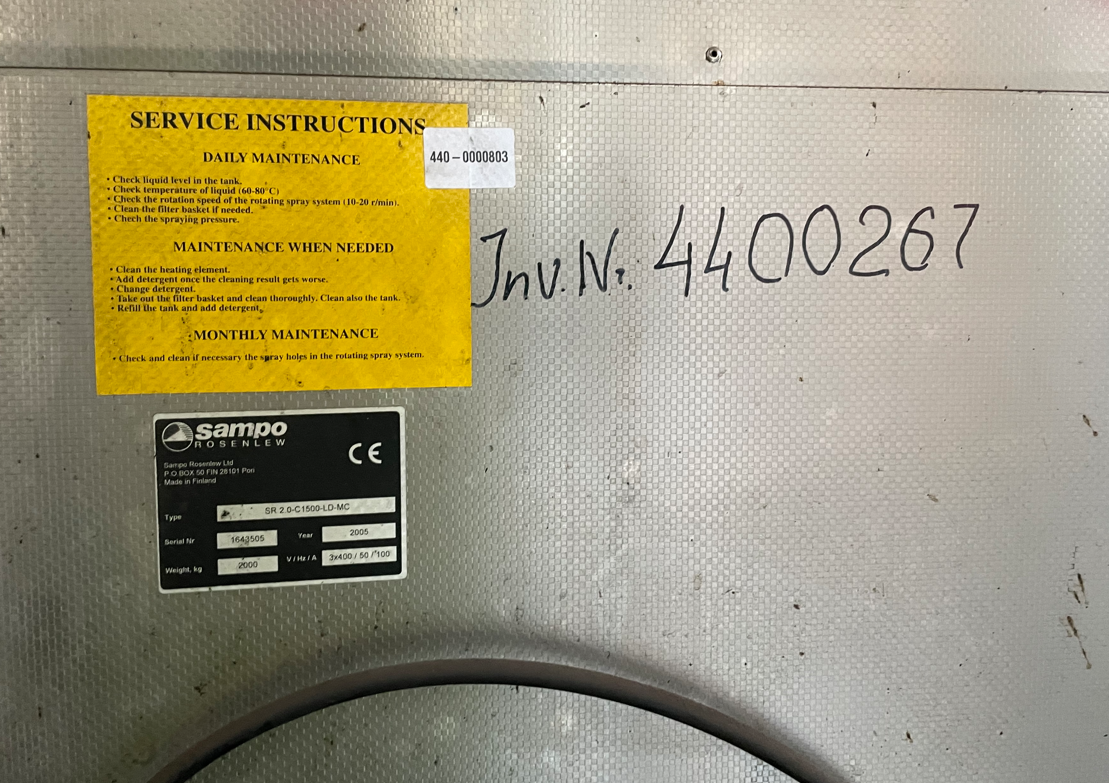 SERVICE INSTRUCTIONS
440-0000803
DAILY MAINTENANCE
• Check liquid level in the tank.
• Check temperature of liquid (60-80°C)
• Check the rotation speed of the rotating spray system (10-20 r/min).
• Clean the filter basket if needed.
• Chech the spraying pressure.
MAINTENANCE WHEN NEEDED
• Clean the heating element.
• Add detergent once the cleaning result gets worse.
• Change detergent.
• Take out the filter basket and clean thoroughly. Clean also the tank.
• Refill the tank and add detergent.
MONTHLY MAINTENANCE
• Check and clean if necessary the spray holes in the rotating spray system.
Inv. Nr. 4400267
sampo
ROSENLEW
CE
Sampo Rosenlew Ltd
P.O.BOX 50 FIN 28101 Pori
Made in Finland
Type SR 2.0-C1500-LD-MC
Serial Nr 1643505 Year 2005
Weight, kg 2000 V / Hz / A 3x400 / 50 / 100